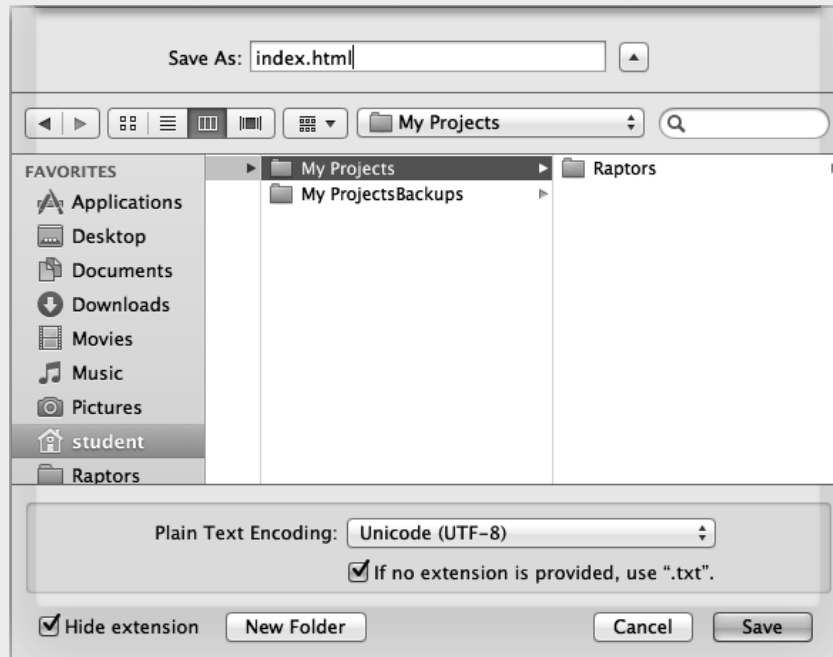 Save As: index.html
My Projects
FAVORITES
Applications
Desktop
Documents
Downloads
Movies
Music
Pictures
student
Raptors
My Projects
My ProjectsBackups
Raptors
Plain Text Encoding: Unicode (UTF-8)
If no extension is provided, use “.txt”.
Hide extension New Folder Cancel Save